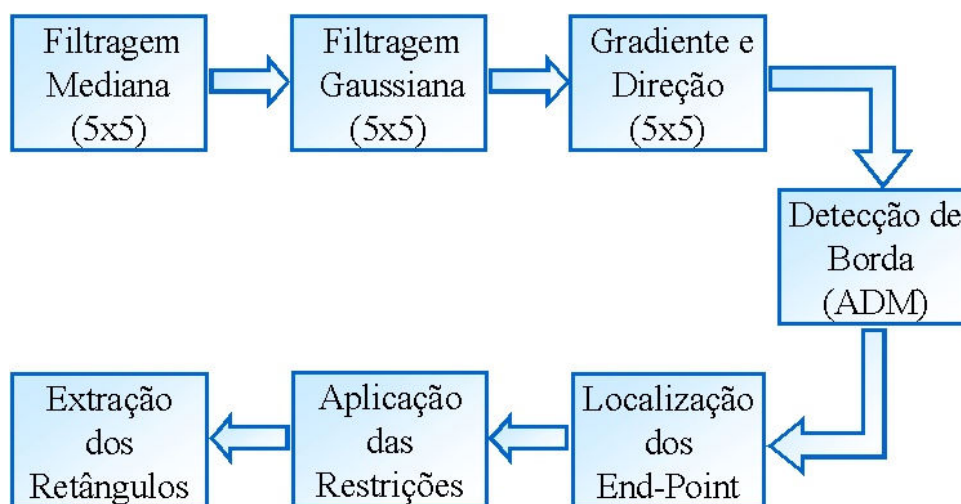 Filtragem
Mediana
(5x5)
Filtragem
Gaussiana
(5x5)
Gradiente e
Direção
(5x5)
Detecção de
Borda
(ADM)
Localização
dos
End-Point
Aplicação
das
Restrições
Extração
dos
Retângulos